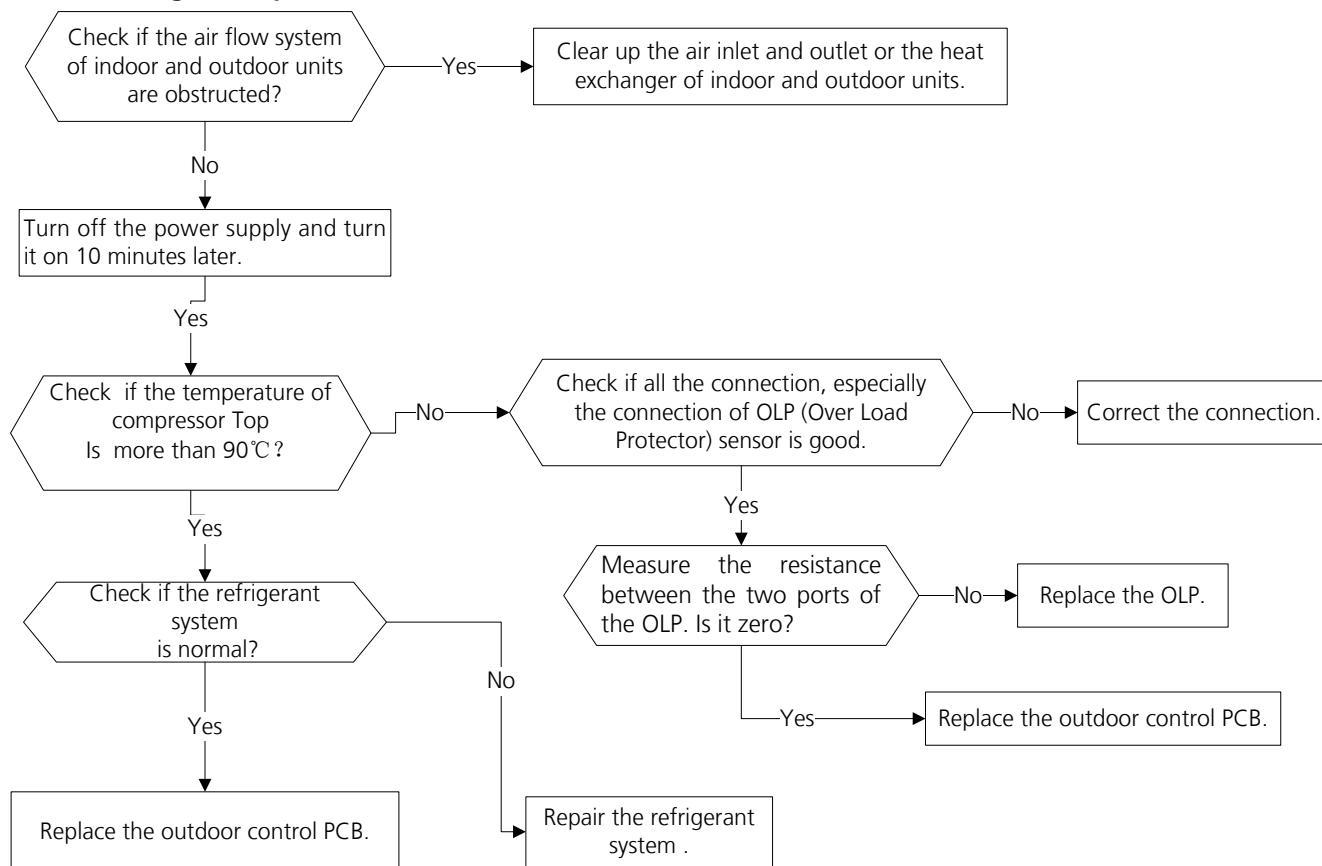 Check if the air flow system
of indoor and outdoor units
are obstructed?
Yes
Clear up the air inlet and outlet or the heat
exchanger of indoor and outdoor units.
No
Turn off the power supply and turn
it on 10 minutes later.
Yes
Check if the temperature of
compressor Top
Is more than 90℃?
No
Check if all the connection, especially
the connection of OLP (Over Load
Protector) sensor is good.
No
Correct the connection.
Yes
Yes
Measure the resistance
between the two ports of
the OLP. Is it zero?
No
Replace the OLP.
Check if the refrigerant
system
is normal?
No
Yes
Yes
Replace the outdoor control PCB.
Replace the outdoor control PCB.
Repair the refrigerant
system .